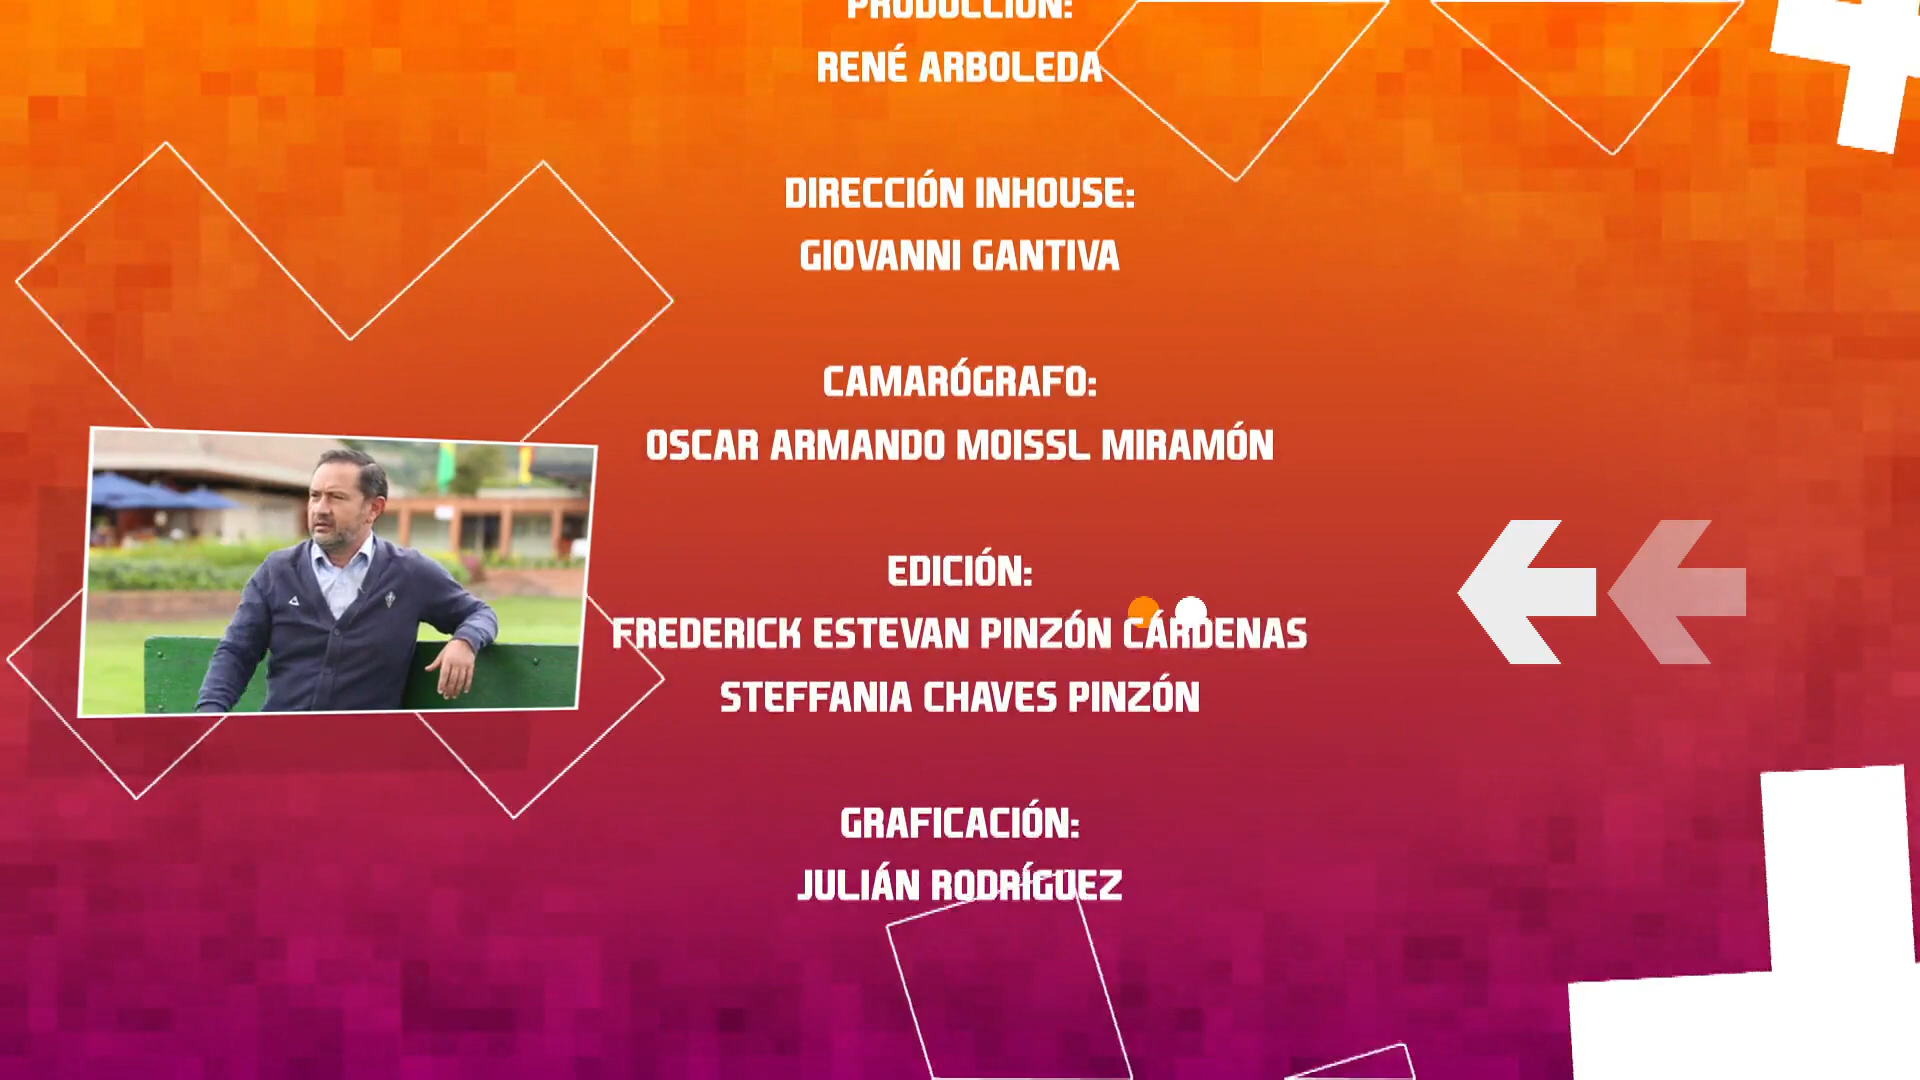 PRODUCCIÓN:
RENÉ ARBOLEDA
DIRECCIÓN INHOUSE:
GIOVANNI GANTIVA
CAMARÓGRAFO:
OSCAR ARMANDO MOISSL MIRAMÓN
EDICIÓN:
FREDERICK ESTEVAN PINZÓN CÁRDENAS
STEFFANIA CHAVES PINZÓN
GRAFICACIÓN:
JULIÁN RODRÍGUEZ